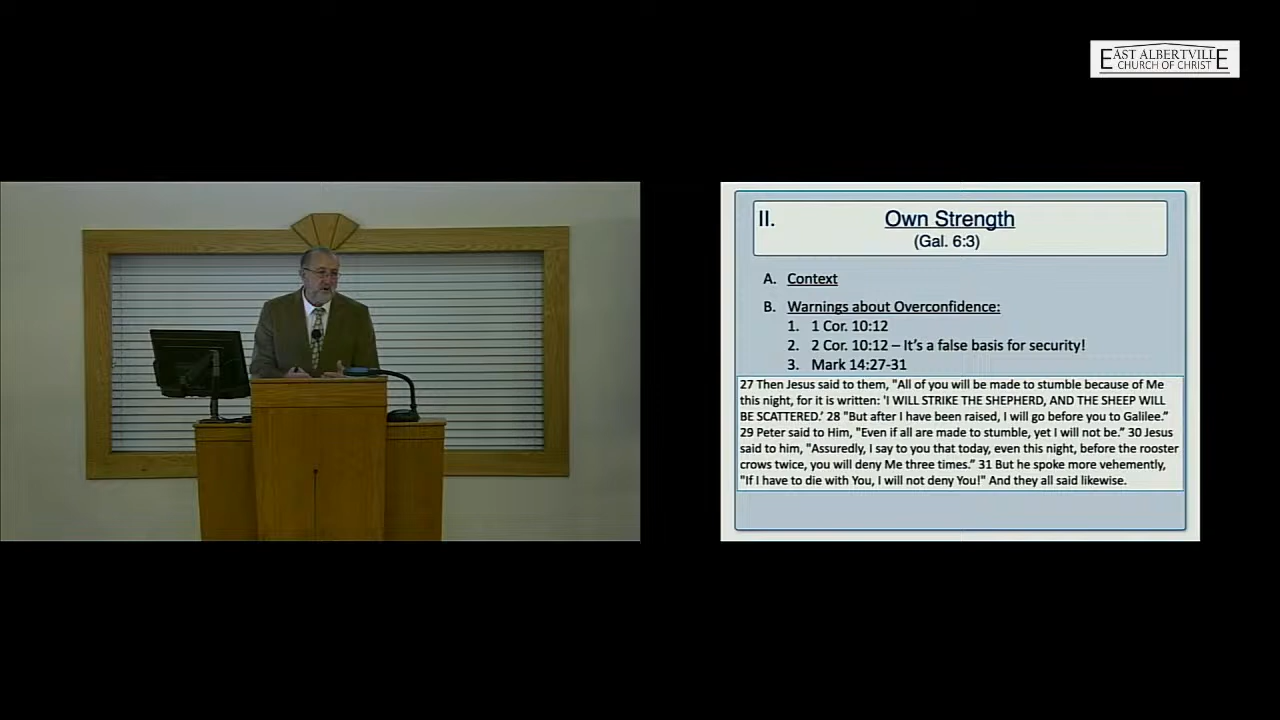 EAST ALBERTVILLE
CHURCH OF CHRIST
II. Own Strength
(Gal. 6:3)
A. Context
B. Warnings about Overconfidence:
1. 1 Cor. 10:12
2. 2 Cor. 10:12 – It's a false basis for security!
3. Mark 14:27-31
27 Then Jesus said to them, "All of you will be made to stumble because of Me
this night, for it is written: 'I WILL STRIKE THE SHEPHERD, AND THE SHEEP WILL
BE SCATTERED.' 28 "But after I have been raised, I will go before you to Galilee."
29 Peter said to Him, "Even if all are made to stumble, yet I will not be." 30 Jesus
said to him, "Assuredly, I say to you that today, even this night, before the rooster
crows twice, you will deny Me three times." 31 But he spoke more vehemently,
"If I have to die with You, I will not deny You!" And they all said likewise.